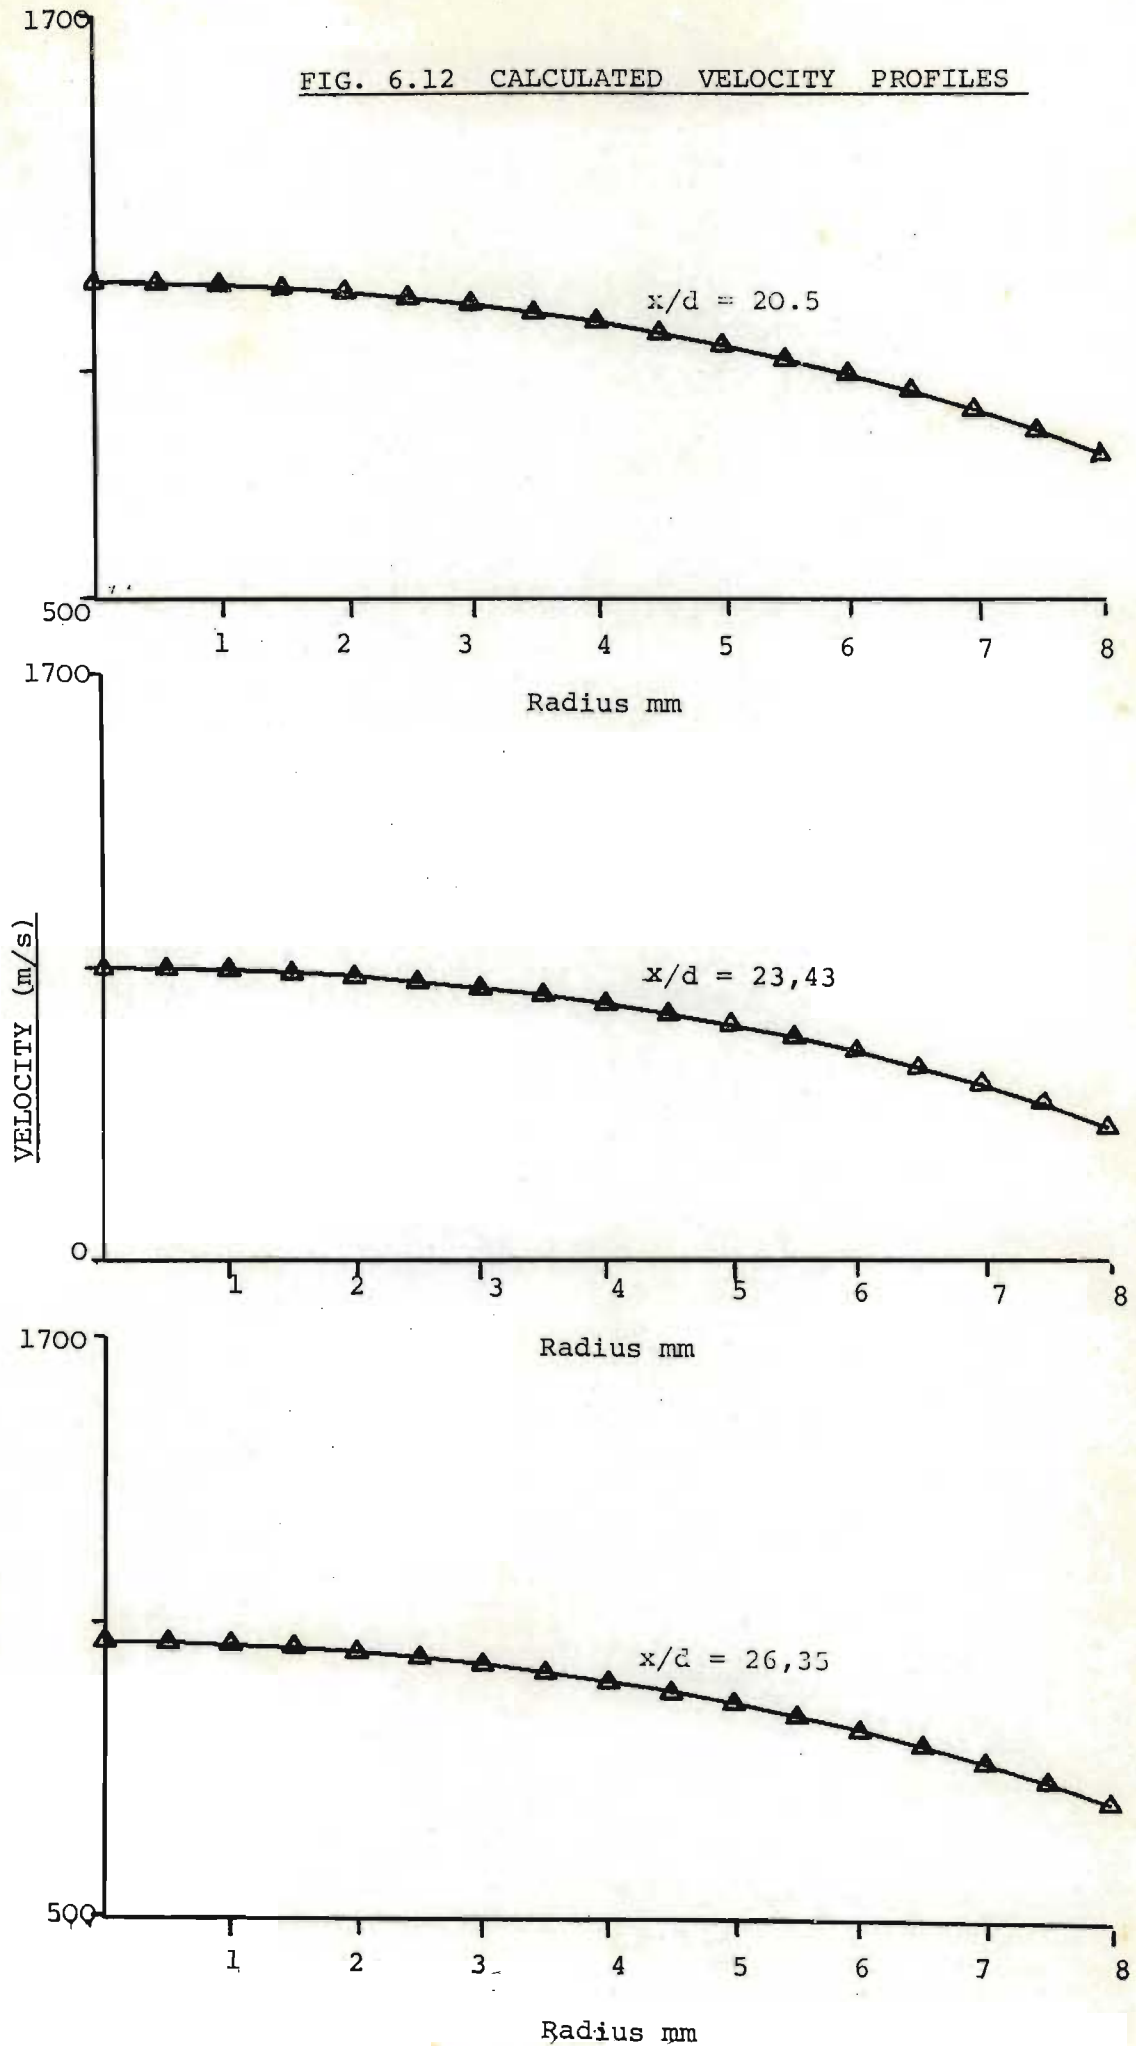 1700
FIG. 6.12 CALCULATED VELOCITY PROFILES
x/d = 20.5
500
1 2 3 4 5 6 7 8
Radius mm
1700
x/d = 23,43
VELOCITY (m/s)
0
1 2 3 4 5 6 7 8
Radius mm
1700
x/d = 26,35
500
1 2 3 4 5 6 7 8
Radius mm